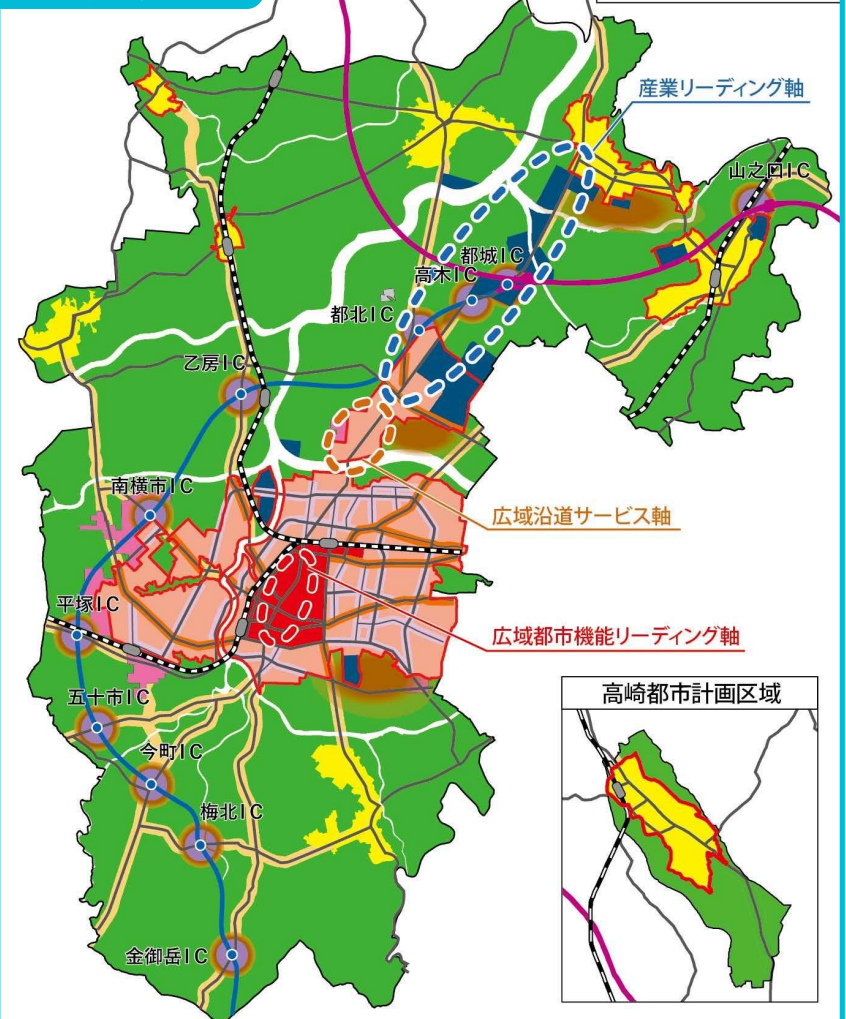 産業リーディング軸
山之口IC
都城IC
高木IC
都北IC
乙房IC
南横市IC
広域沿道サービス軸
平塚IC
広域都市機能リーディング軸
五十市IC
高崎都市計画区域
今町IC
梅北IC
金御岳IC